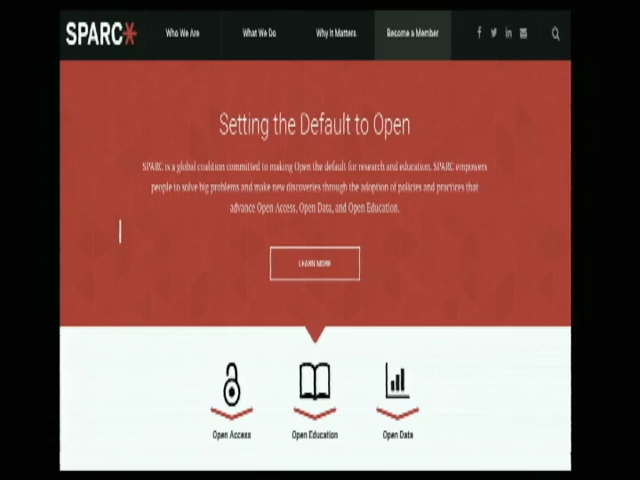 SPARC*
Who We Are What We Do Why It Matters Become a Member
Setting the Default to Open
SPARC is a global coalition committed to making Open the default for research and education. SPARC empowers
people to solve big problems and make new discoveries through the adoption of policies and practices that
advance Open Access, Open Data, and Open Education.
LEARN MORE
Open Access Open Education Open Data